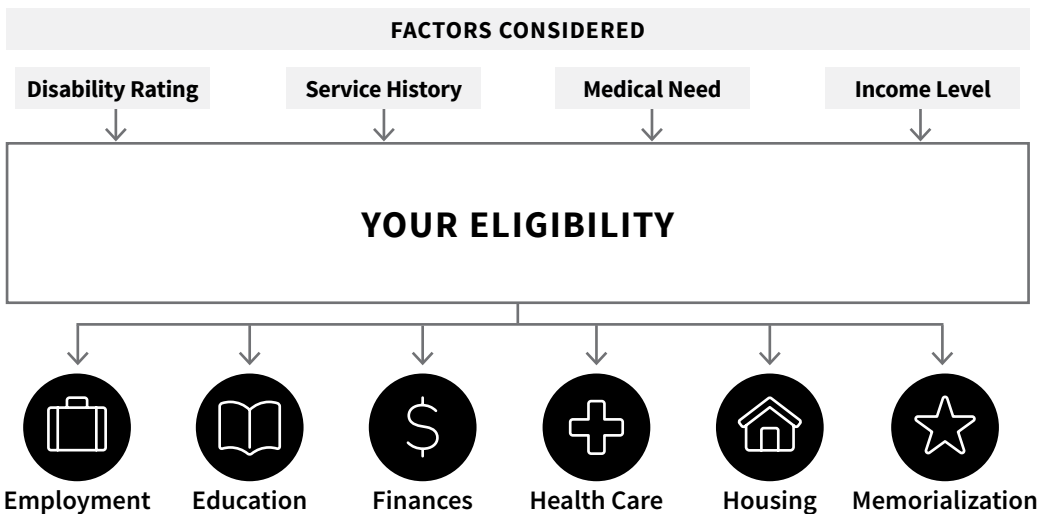 FACTORS CONSIDERED
Disability Rating
Service History
Medical Need
Income Level
YOUR ELIGIBILITY
Employment
Education
Finances
Health Care
Housing
Memorialization